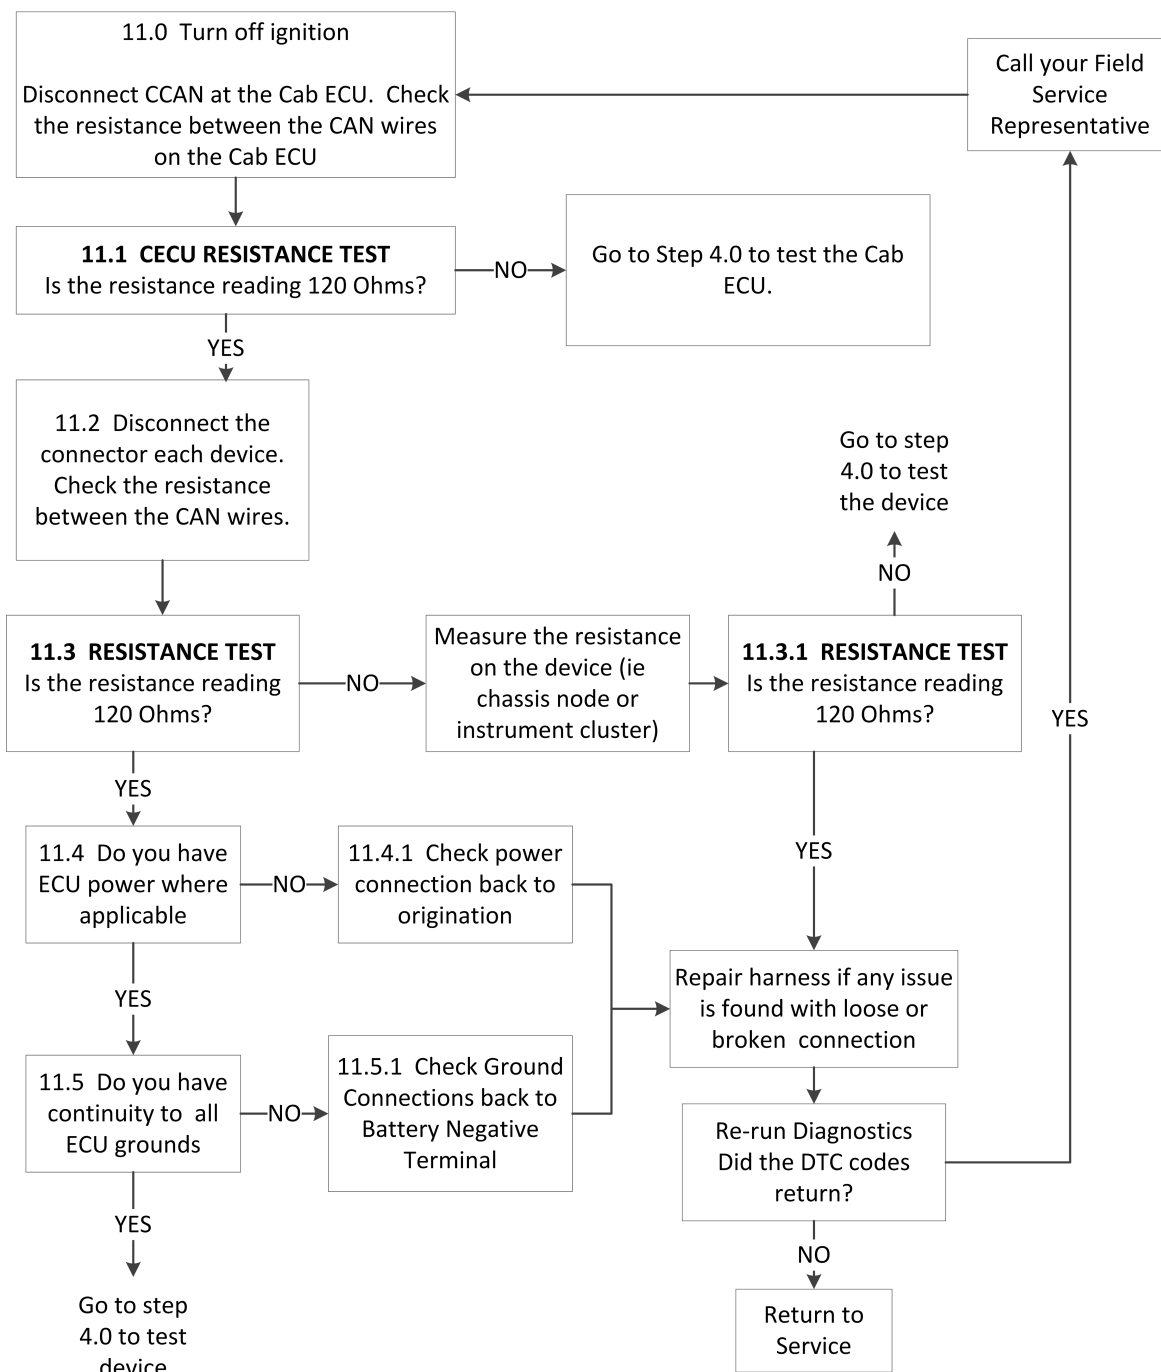 11.0  Turn off ignition
Disconnect CCAN at the Cab ECU.  Check
the resistance between the CAN wires
on the Cab ECU
Call your Field
Service
Representative
11.1  CECU RESISTANCE TEST
Is the resistance reading 120 Ohms?
NO
Go to Step 4.0 to test the Cab
ECU.
YES
11.2  Disconnect the
connector each device.
Check the resistance
between the CAN wires.
Go to step
4.0 to test
the device
NO
11.3  RESISTANCE TEST
Is the resistance reading
120 Ohms?
NO
Measure the resistance
on the device (ie
chassis node or
instrument cluster)
11.3.1  RESISTANCE TEST
Is the resistance reading
120 Ohms?
YES
YES
YES
11.4  Do you have
ECU power where
applicable
NO
11.4.1  Check power
connection back to
origination
Repair harness if any issue
is found with loose or
broken  connection
YES
11.5  Do you have
continuity to  all
ECU grounds
NO
11.5.1  Check Ground
Connections back to
Battery Negative
Terminal
Re-run Diagnostics
Did the DTC codes
return?
YES
NO
Go to step
4.0 to test
device
Return to
Service